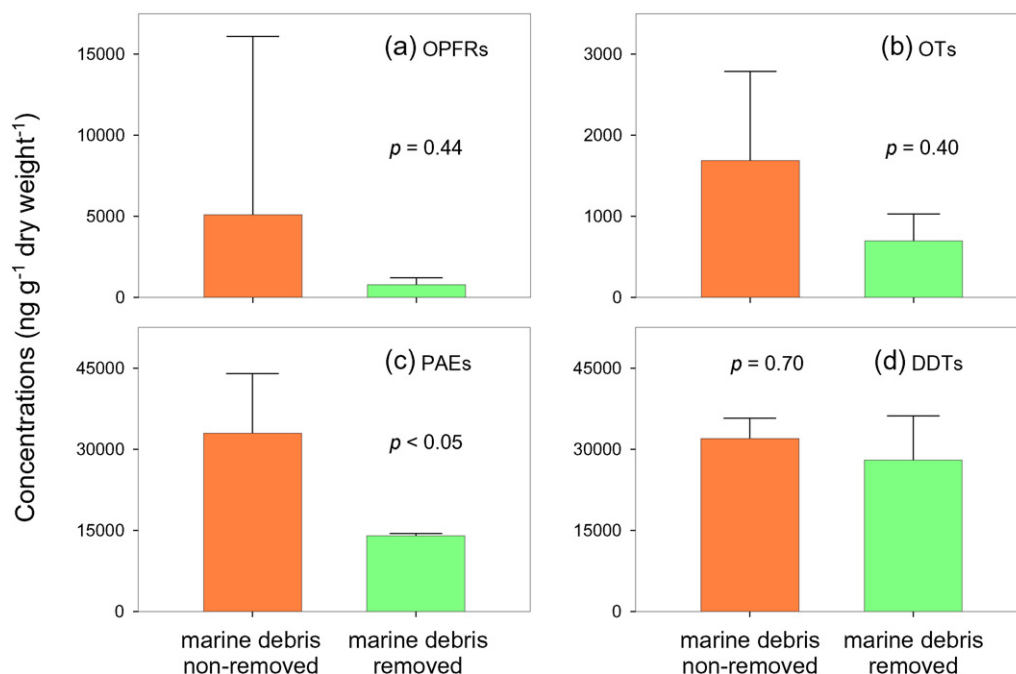 Concentrations (ng g⁻¹ dry weight⁻¹)
(a) OPFRs
15000
10000
5000
0
p = 0.44
(b) OTs
3000
2000
1000
0
p = 0.40
(c) PAEs
45000
30000
15000
0
p < 0.05
marine debris
non-removed
marine debris
removed
(d) DDTs
p = 0.70
45000
30000
15000
0
marine debris
non-removed
marine debris
removed